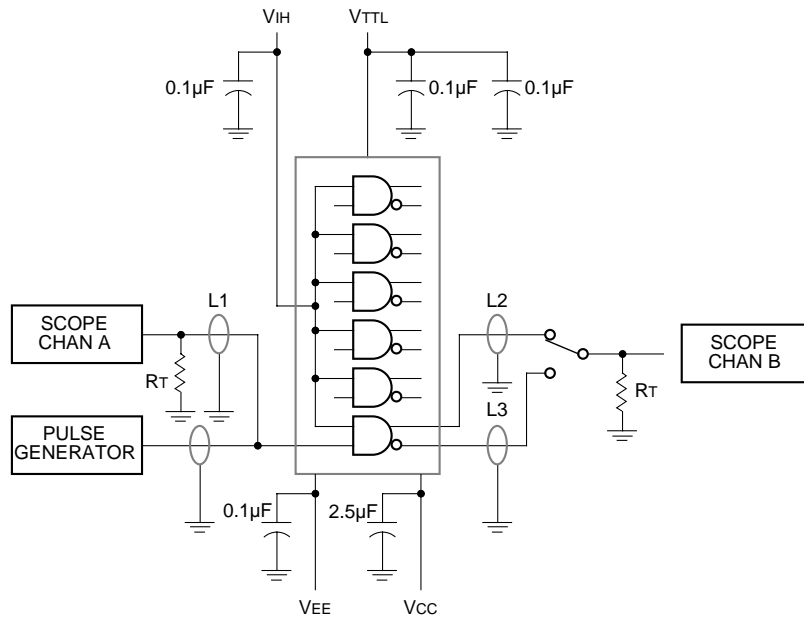 VIH
VTTL
0.1µF
0.1µF
0.1µF
L1
L2
SCOPE
CHAN A
SCOPE
CHAN B
RT
RT
L3
PULSE
GENERATOR
0.1µF
2.5µF
VEE
VCC